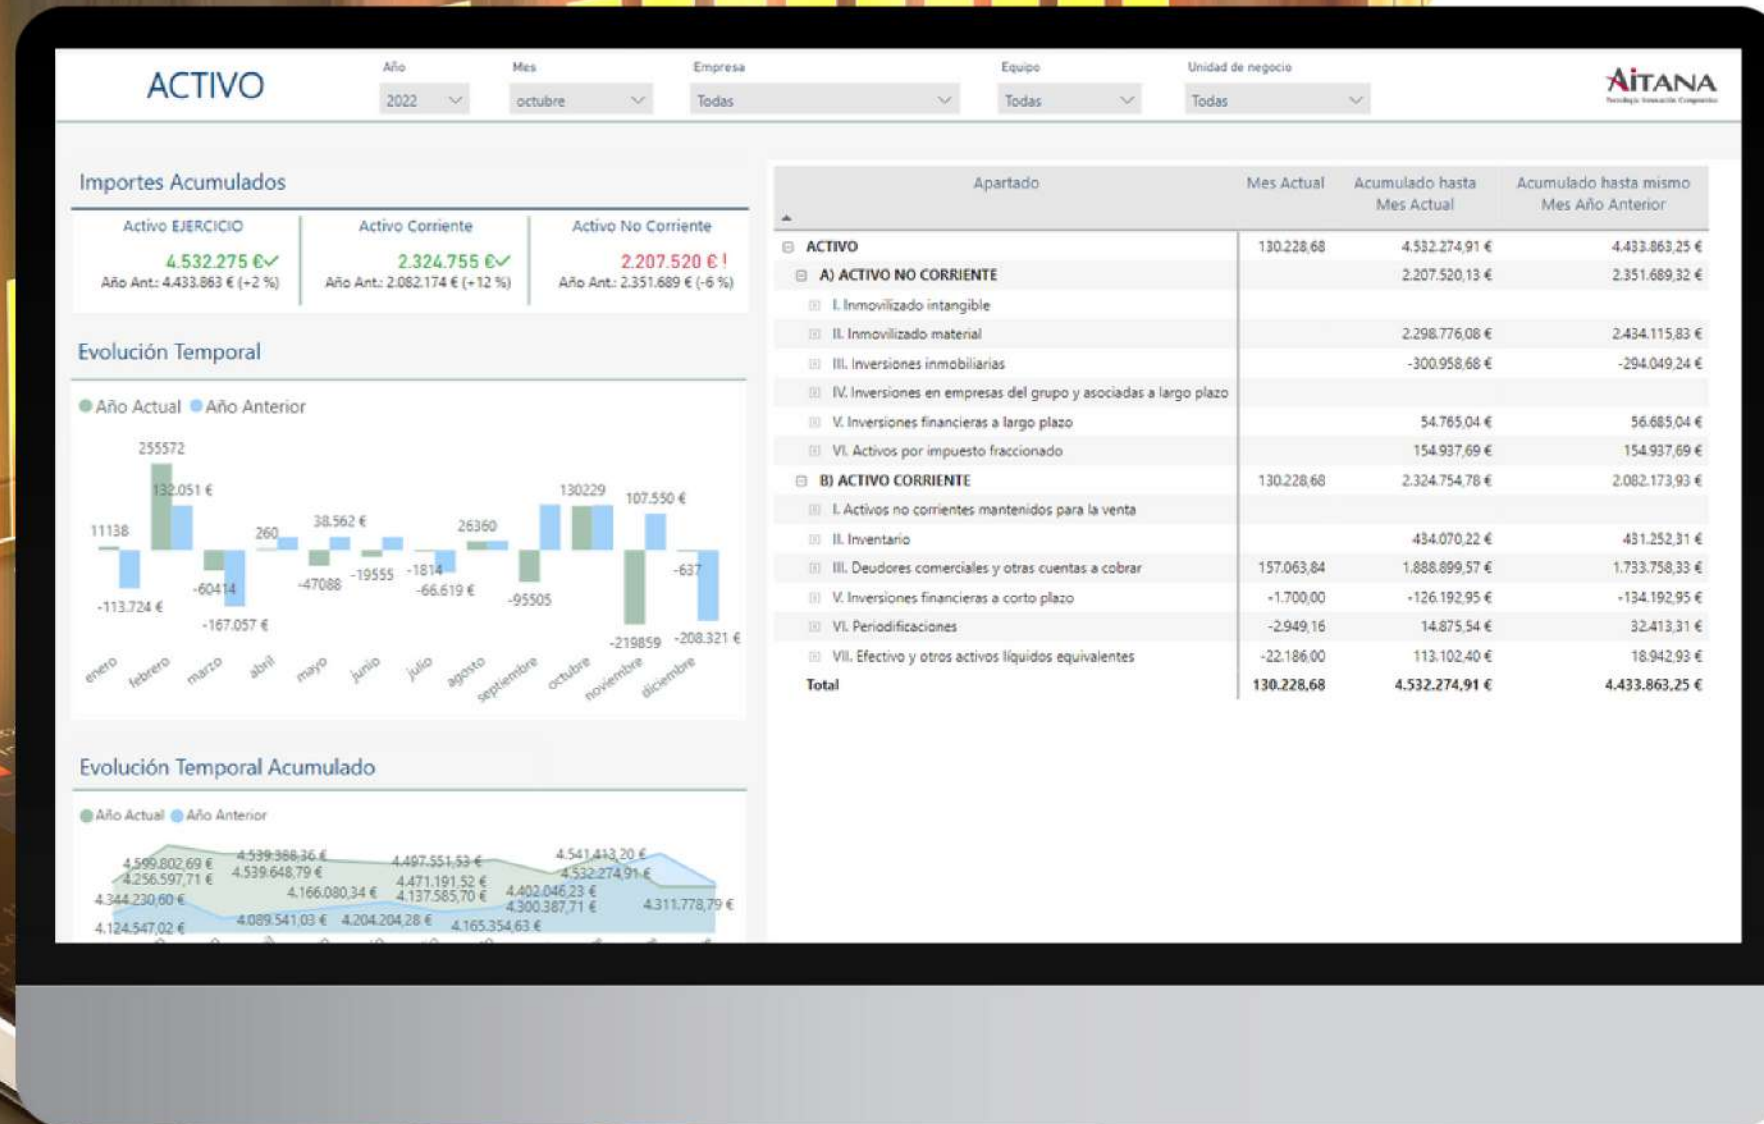 ACTIVO
Año
2022
Mes
octubre
Empresa
Todas
Equipo
Todas
Unidad de negocio
Todas
AiTANA
Importes Acumulados
Activo EJERCICIO
4.532.275 €
Año Ant.: 4.433.863 € (+2 %)
Activo Corriente
2.324.755 €
Año Ant.: 2.082.174 € (+12 %)
Activo No Corriente
2.207.520 € !
Año Ant.: 2.351.689 € (-6 %)
Evolución Temporal
Año Actual Año Anterior
255572
132.051 €
11138
260
38.562 €
26360
130229
107.550 €
-113.724 €
-60414
-167.057 €
-47088
-19555
-1814
-66.619 €
-95505
-219859
-637
-208.321 €
enero febrero marzo abril mayo junio julio agosto septiembre octubre noviembre diciembre
Evolución Temporal Acumulado
Año Actual Año Anterior
4.599.802,69 €
4.256.597,71 €
4.344.230,60 €
4.124.547,02 €
4.539.388,36 €
4.539.648,79 €
4.166.080,34 €
4.089.541,03 €
4.204.204,28 €
4.497.551,53 €
4.471.191,52 €
4.137.585,70 €
4.165.354,63 €
4.402.046,23 €
4.300.387,71 €
4.541.413,20 €
4.532.274,91 €
4.311.778,79 €
Apartado Mes Actual Acumulado hasta Mes Actual Acumulado hasta mismo Mes Año Anterior
ACTIVO 130.228,68 4.532.274,91 € 4.433.863,25 €
A) ACTIVO NO CORRIENTE 2.207.520,13 € 2.351.689,32 €
I. Inmovilizado intangible
II. Inmovilizado material 2.298.776,08 € 2.434.115,83 €
III. Inversiones inmobiliarias -300.958,68 € -294.049,24 €
IV. Inversiones en empresas del grupo y asociadas a largo plazo
V. Inversiones financieras a largo plazo 54.765,04 € 56.685,04 €
VI. Activos por impuesto fraccionado 154.937,69 € 154.937,69 €
B) ACTIVO CORRIENTE 130.228,68 2.324.754,78 € 2.082.173,93 €
I. Activos no corrientes mantenidos para la venta
II. Inventario 434.070,22 € 431.252,31 €
III. Deudores comerciales y otras cuentas a cobrar 157.063,84 1.888.899,57 € 1.733.758,33 €
V. Inversiones financieras a corto plazo -1.700,00 -126.192,95 € -134.192,95 €
VI. Periodificaciones -2.949,16 14.875,54 € 32.413,31 €
VII. Efectivo y otros activos líquidos equivalentes -22.186,00 113.102,40 € 18.942,93 €
Total 130.228,68 4.532.274,91 € 4.433.863,25 €